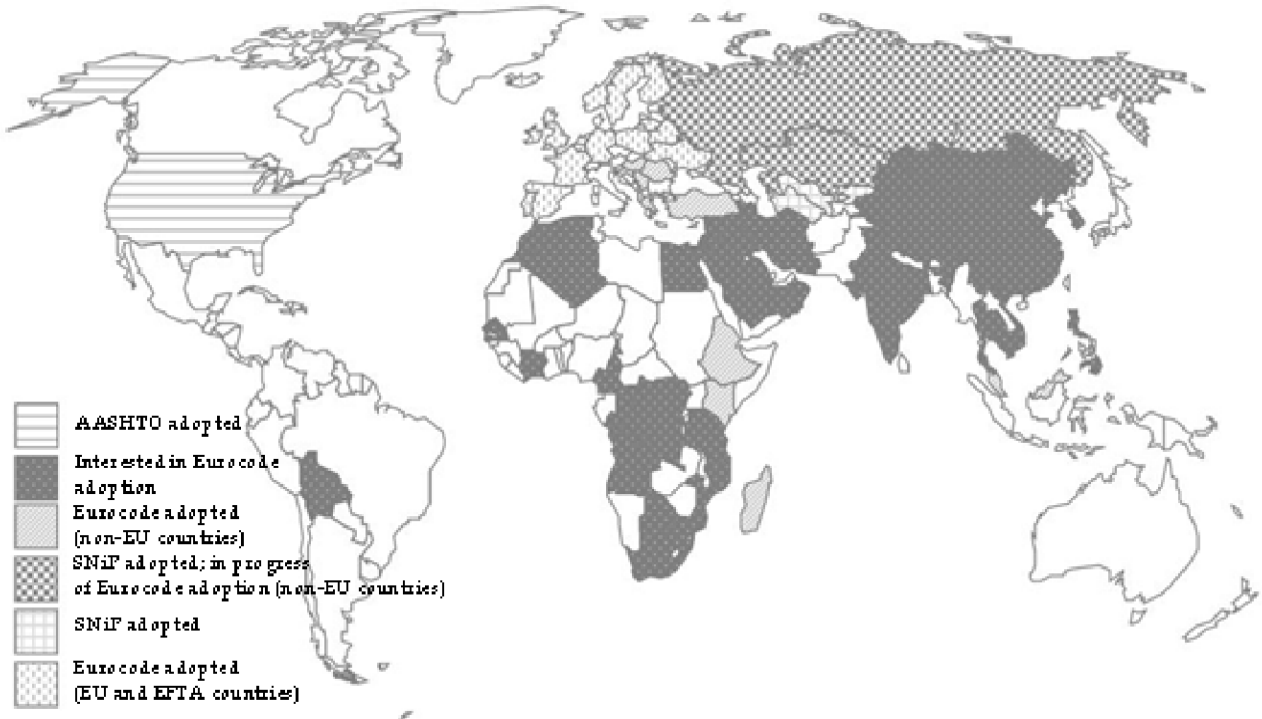 AASHTO adopted
Interested in Eurocode
adoption
Eurocode adopted
(non-EU countries)
SNiP adopted; in progress
of Eurocode adoption (non-EU countries)
SNiP adopted
Eurocode adopted
(EU and EFTA countries)